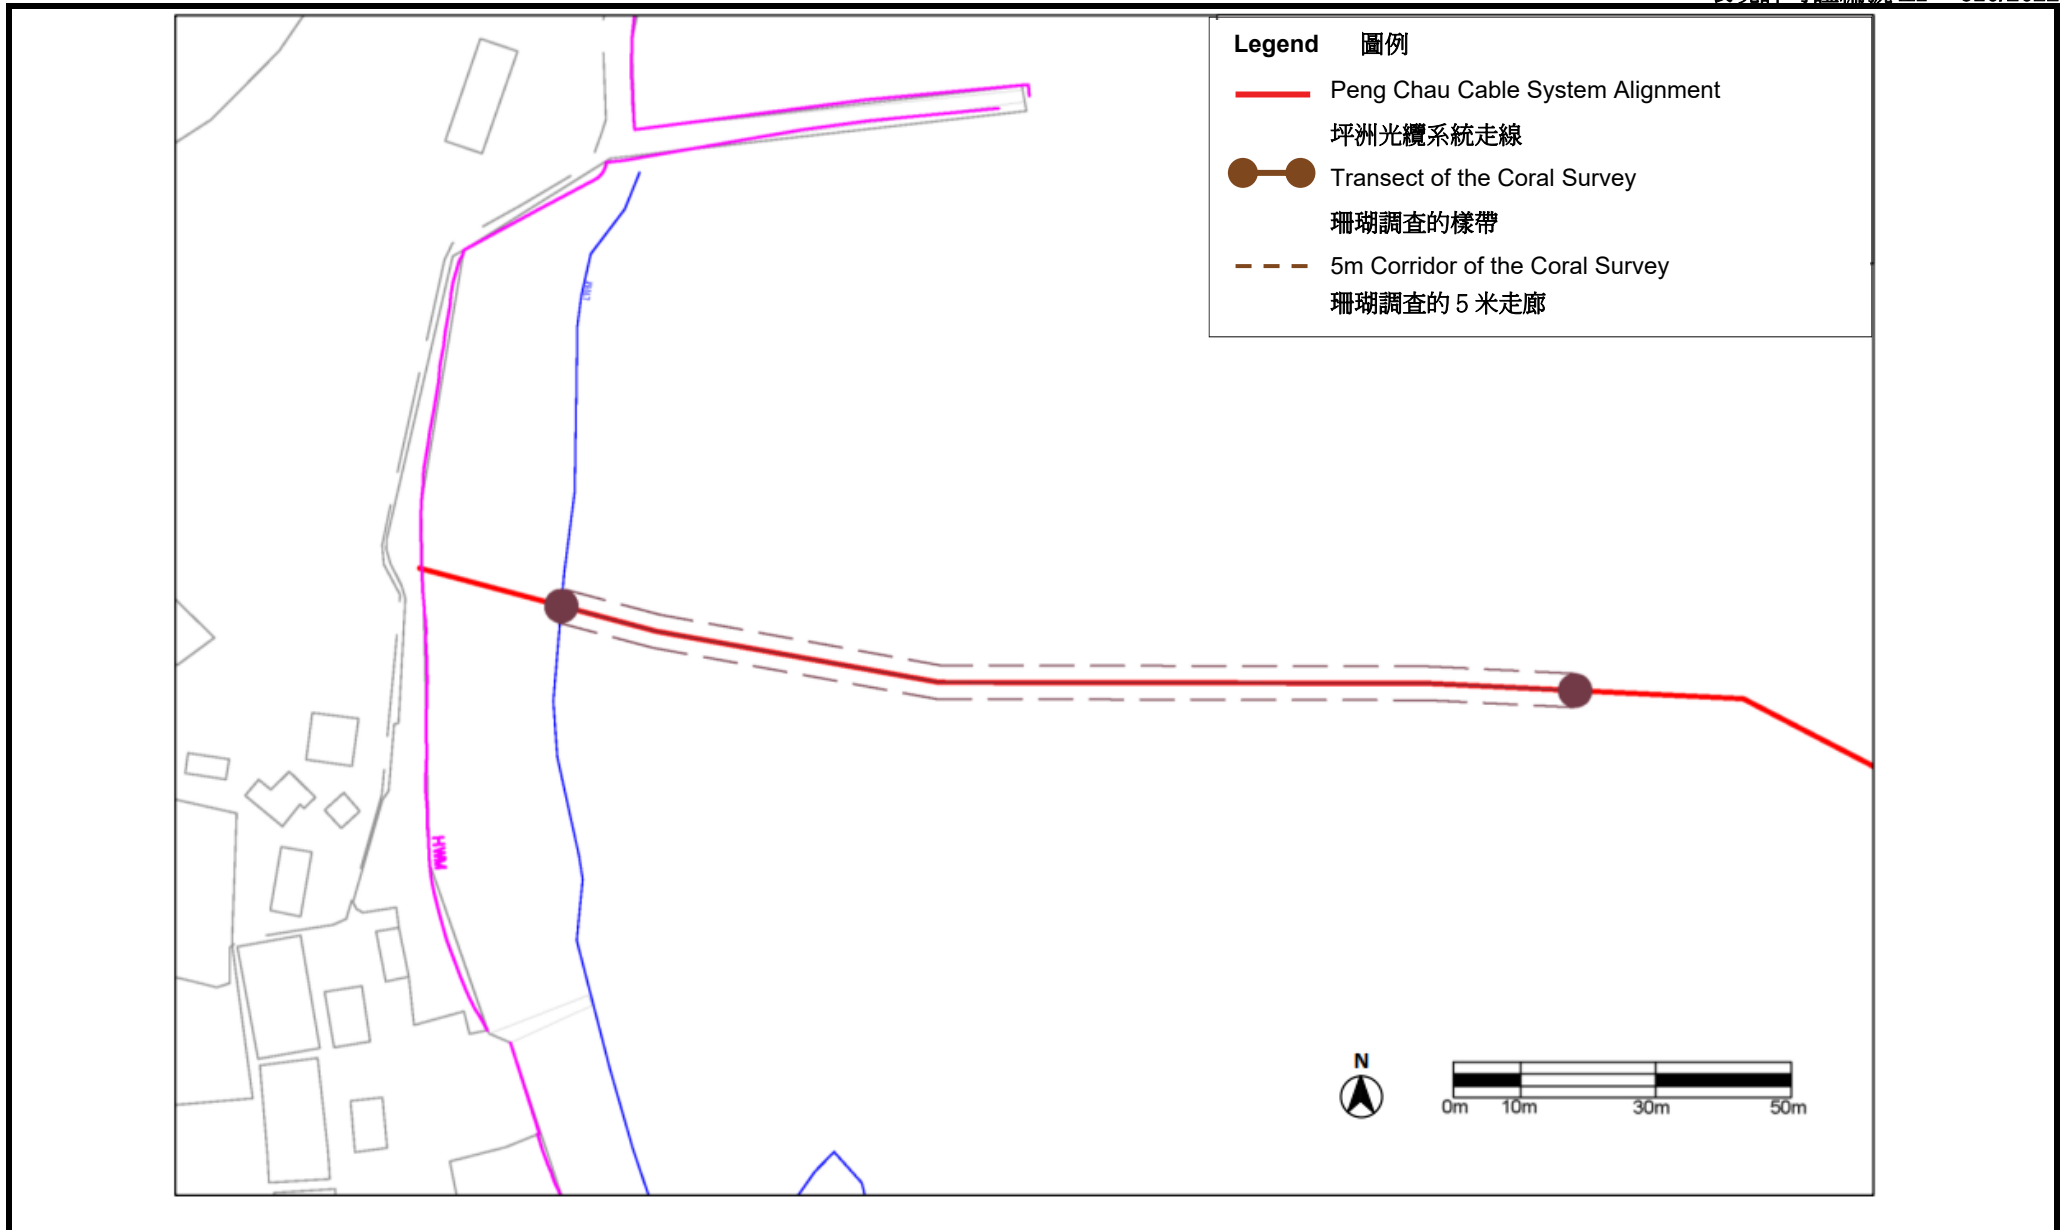 Legend 圖例
Peng Chau Cable System Alignment
坪洲光纜系統走線
Transect of the Coral Survey
珊瑚調查的樣帶
5m Corridor of the Coral Survey
珊瑚調查的 5 米走廊
LWM
HWM
N
0m 10m 30m 50m